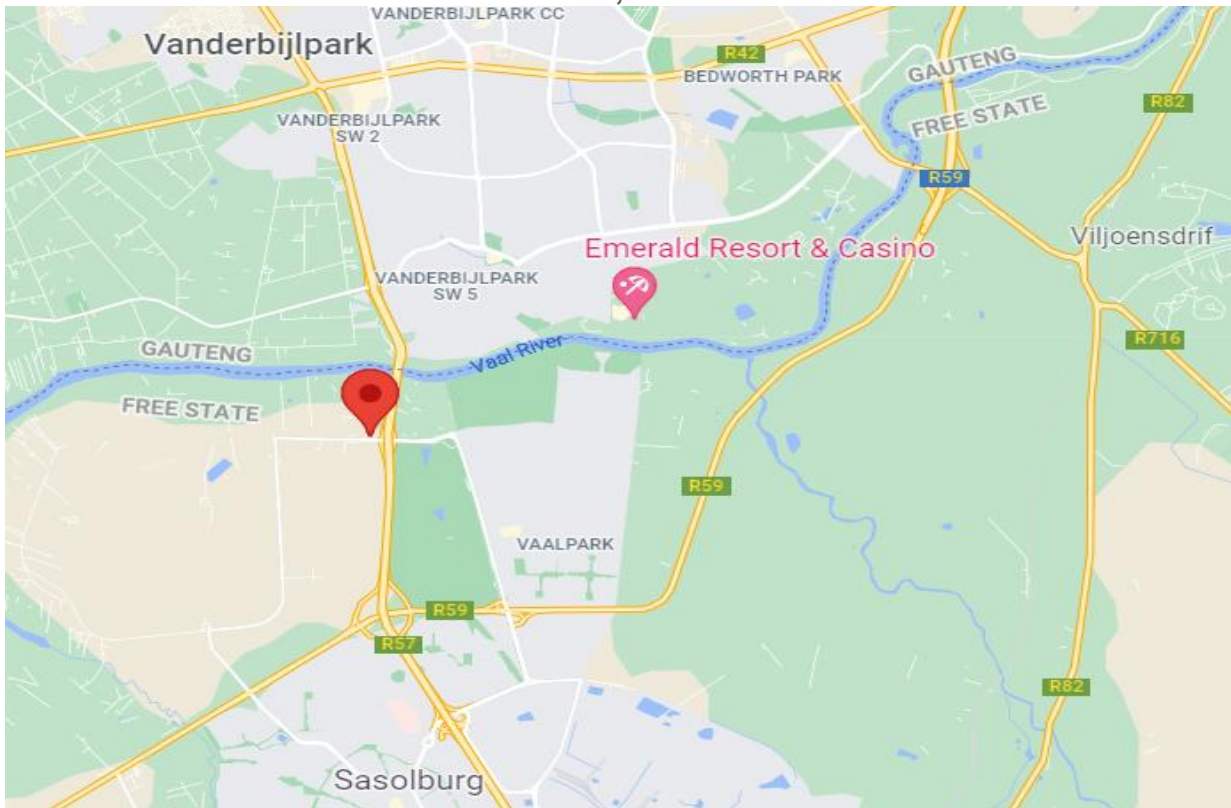 VANDERBIJLPARK CC
Vanderbijlpark
R42
BEDWORTH PARK
GAUTENG
R82
FREE STATE
VANDERBIJLPARK
SW 2
R59
Viljoensdrif
Emerald Resort & Casino
VANDERBIJLPARK
SW 5
GAUTENG
Vaal River
R716
FREE STATE
R59
VAALPARK
R59
R57
R82
Sasolburg